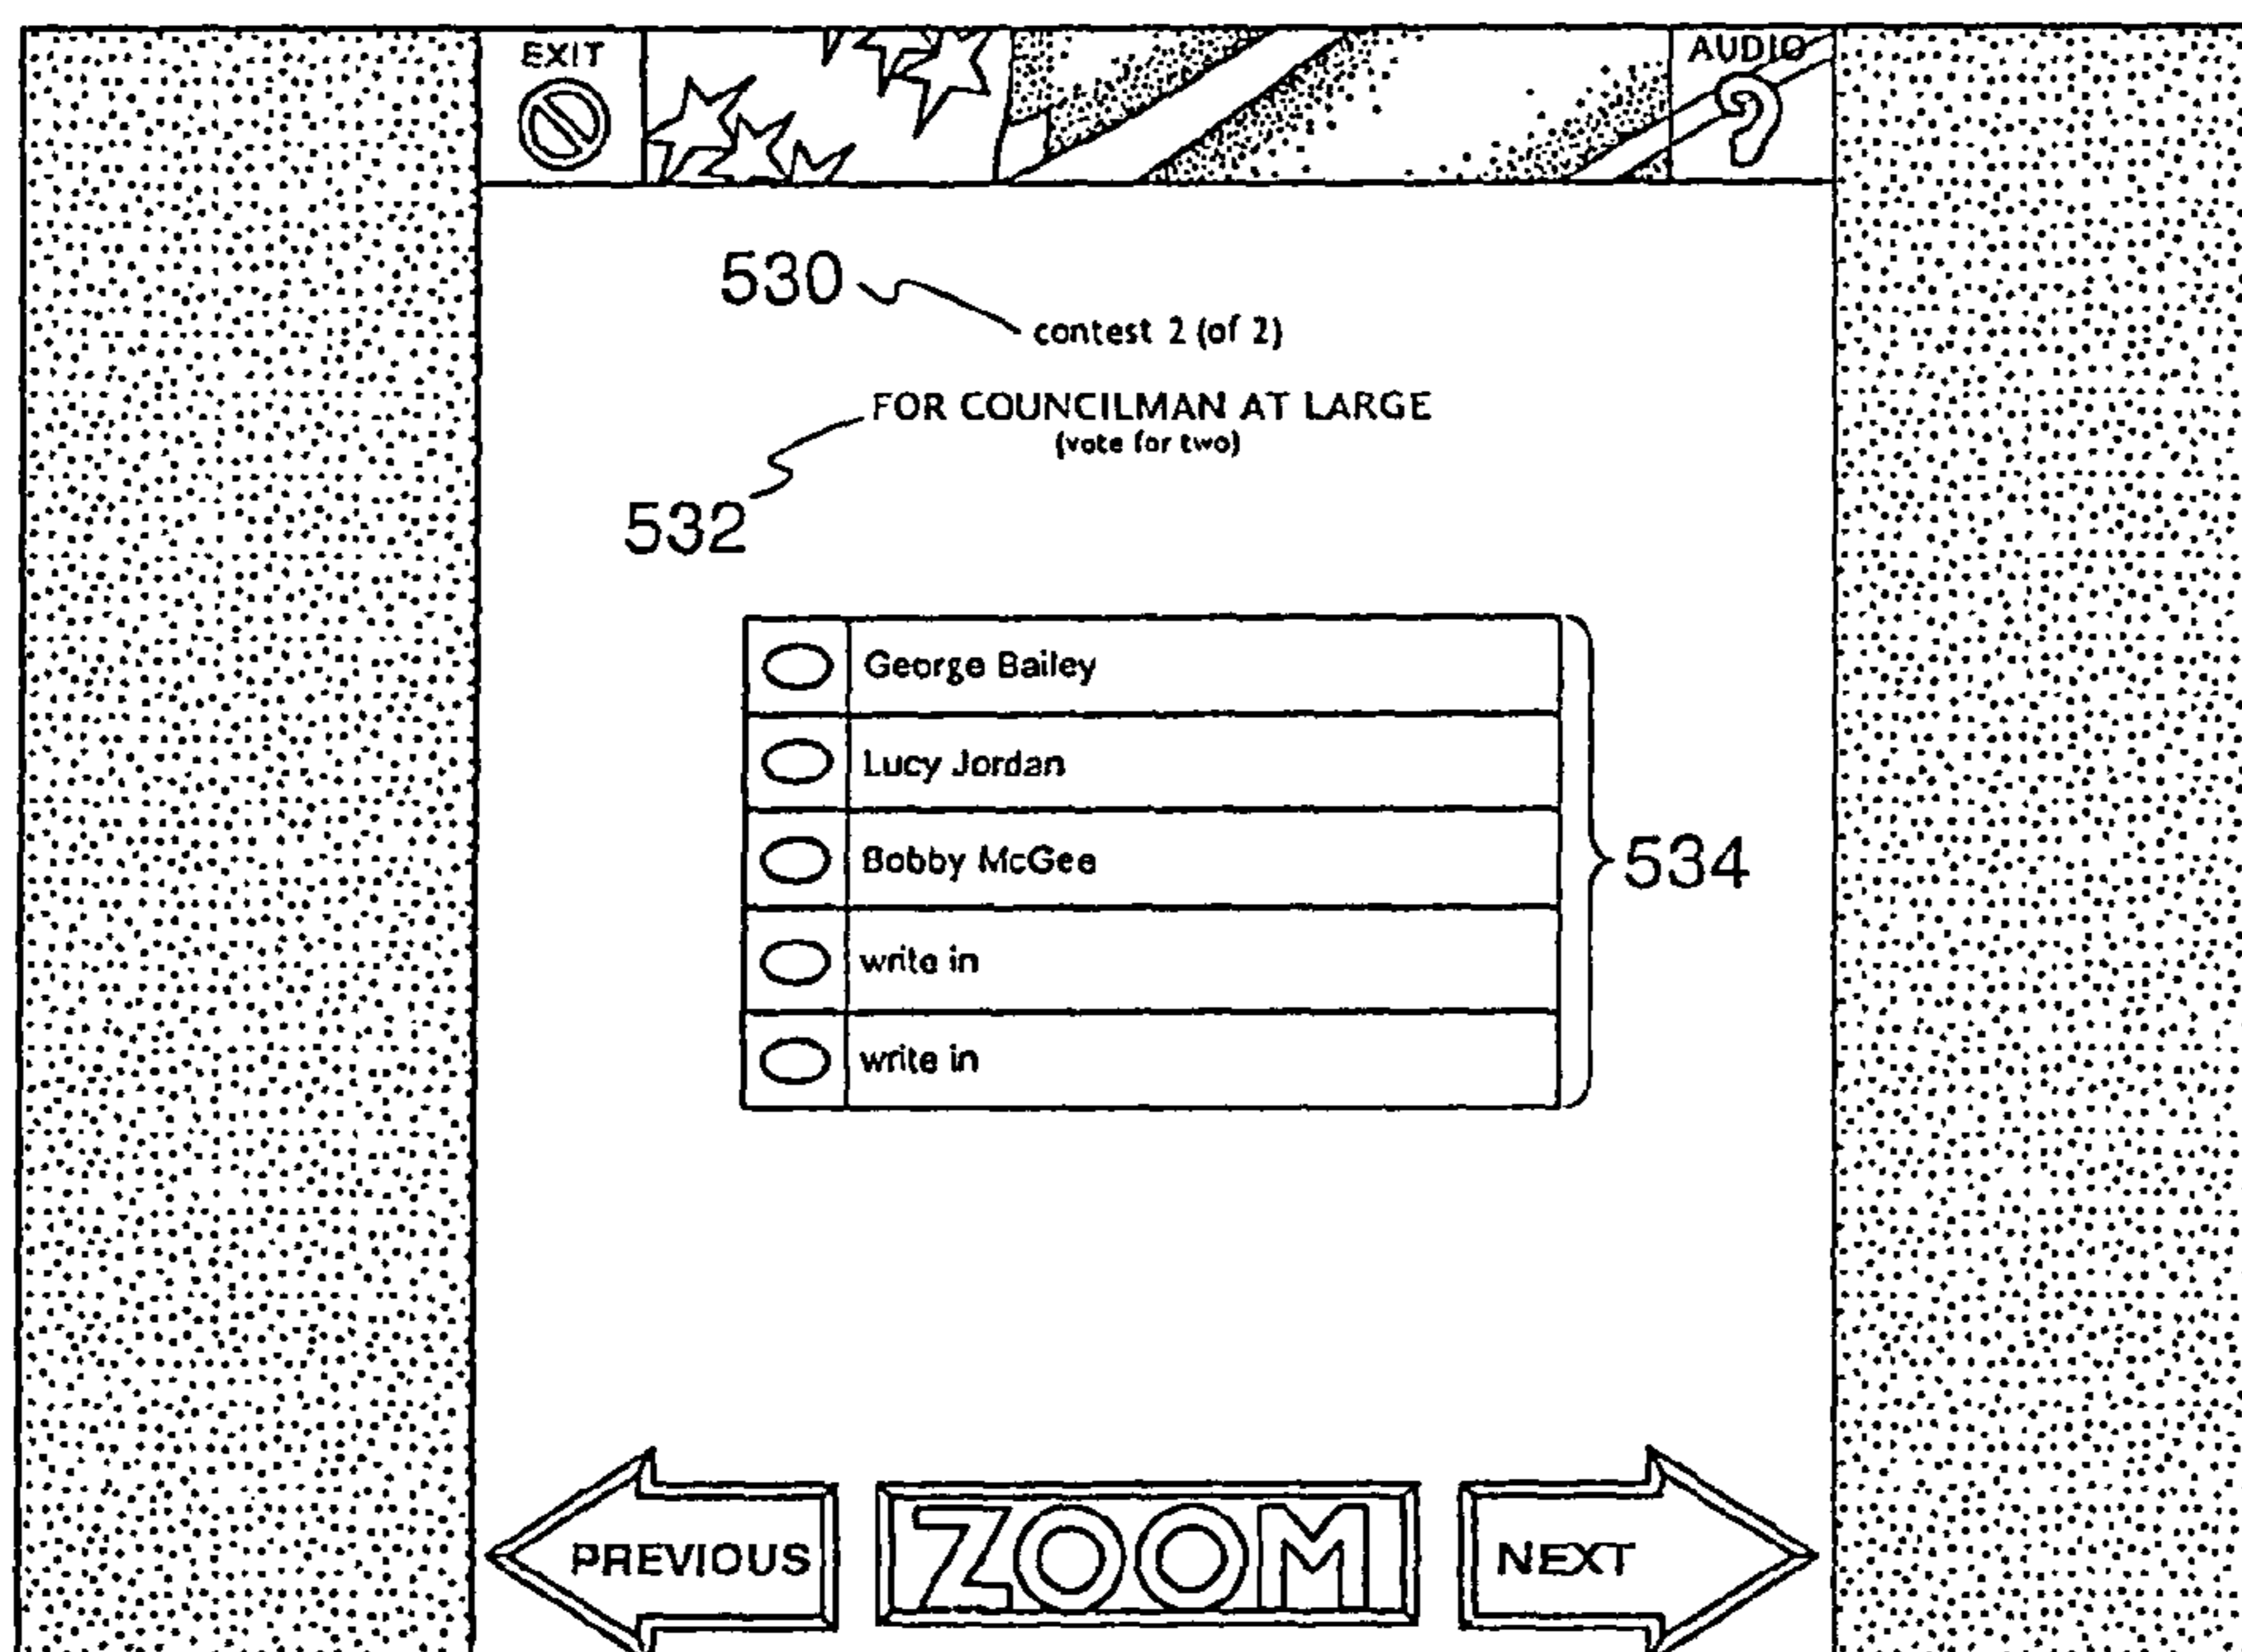 EXIT
AUDIO
530
contest 2 (of 2)
FOR COUNCILMAN AT LARGE
(vote for two)
532
George Bailey
Lucy Jordan
Bobby McGee
write in
write in
534
PREVIOUS
ZOOM
NEXT